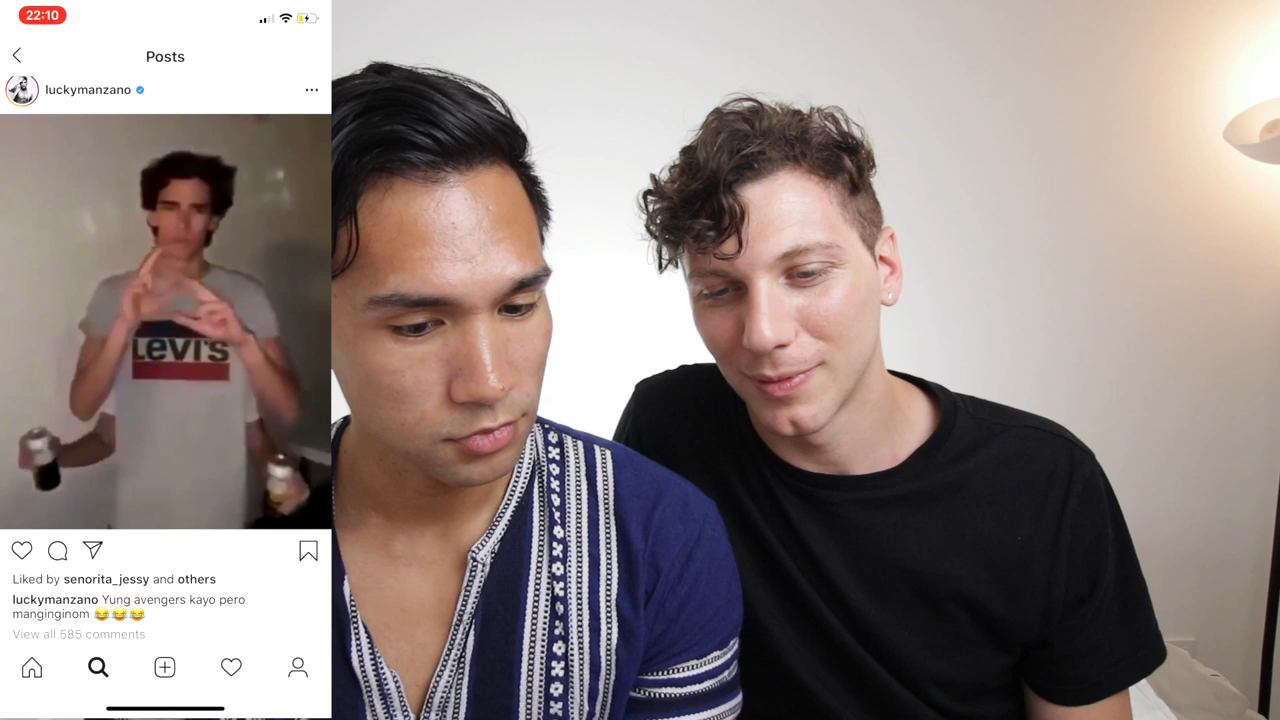 22:10
Posts
luckymanzano
LEVI'S
Liked by senorita_jessy and others
luckymanzano Yung avengers kayo pero
manginginom 😂😂😂
View all 585 comments